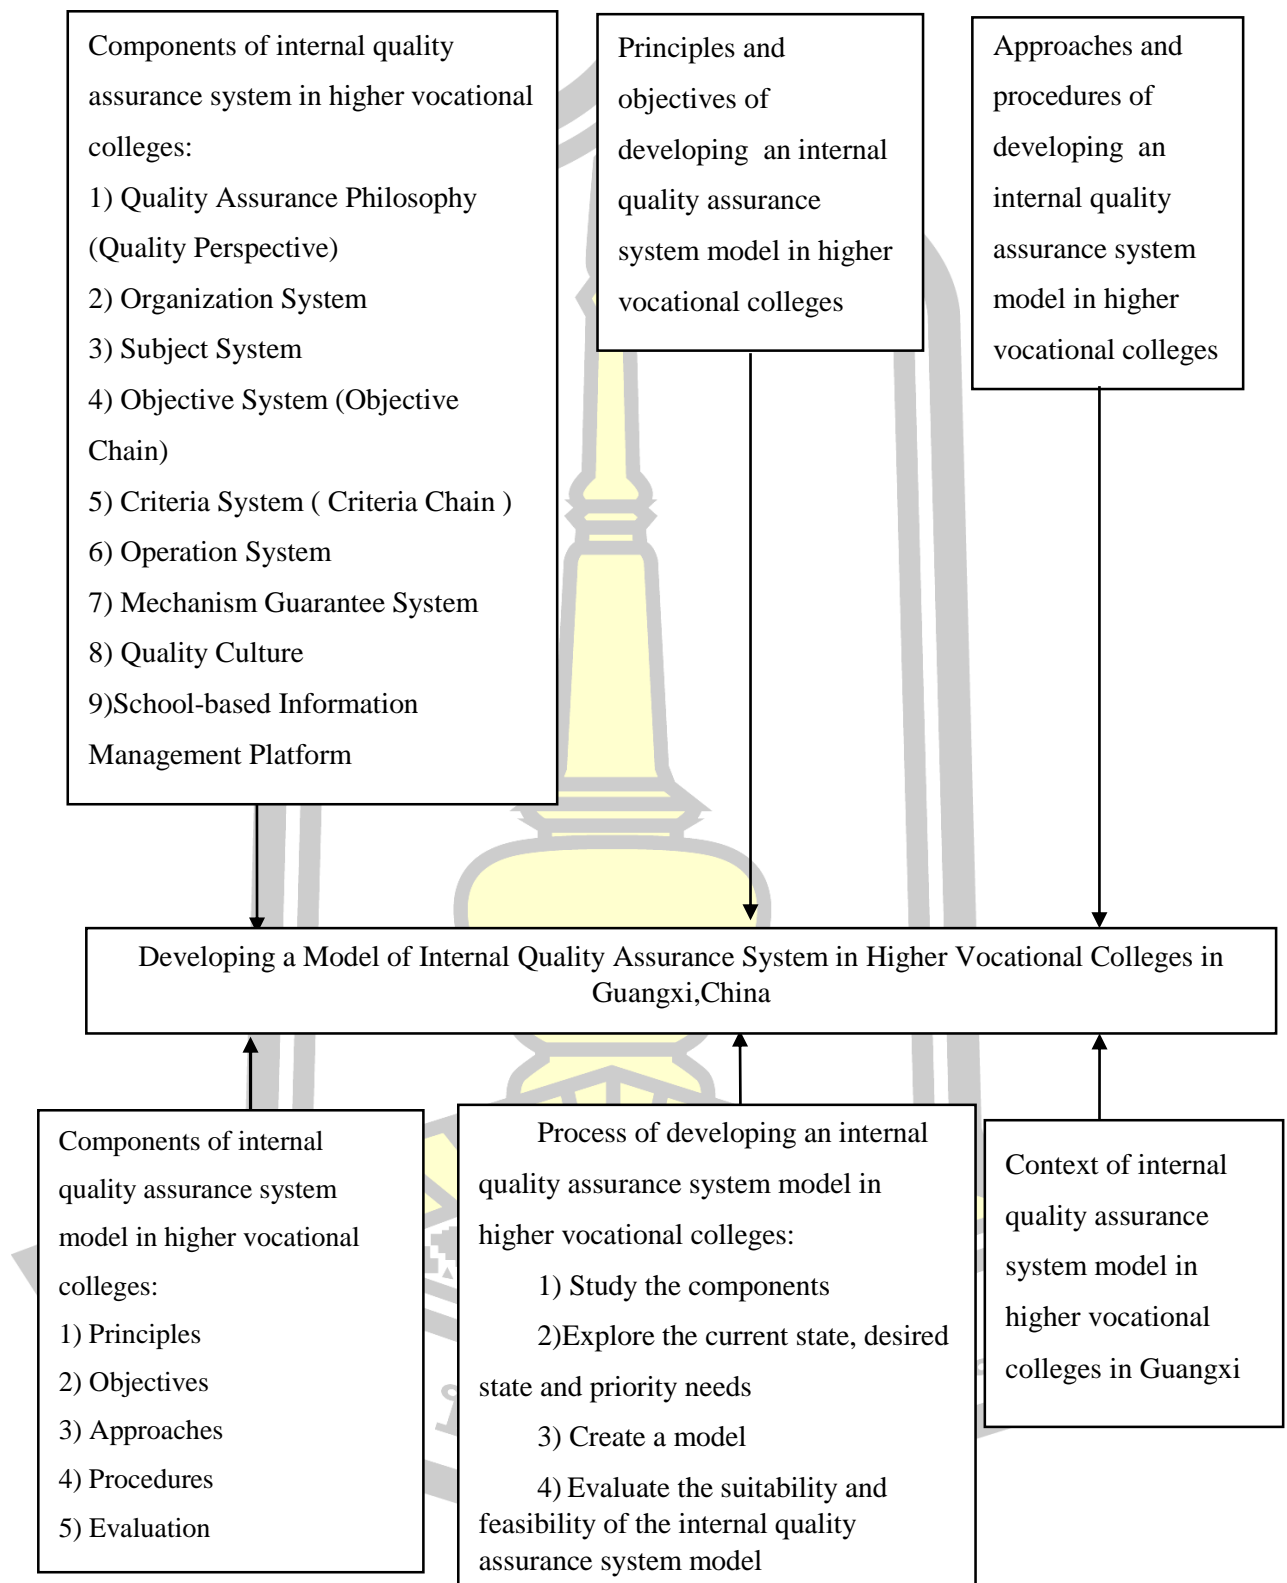 Components of internal quality
assurance system in higher vocational
colleges:
1) Quality Assurance Philosophy
(Quality Perspective)
2) Organization System
3) Subject System
4) Objective System (Objective
Chain)
5) Criteria System ( Criteria Chain )
6) Operation System
7) Mechanism Guarantee System
8) Quality Culture
9)School-based Information
Management Platform
Principles and
objectives of
developing an internal
quality assurance
system model in higher
vocational colleges
Approaches and
procedures of
developing an
internal quality
assurance system
model in higher
vocational colleges
Developing a Model of Internal Quality Assurance System in Higher Vocational Colleges in
Guangxi,China
Components of internal
quality assurance system
model in higher vocational
colleges:
1) Principles
2) Objectives
3) Approaches
4) Procedures
5) Evaluation
Process of developing an internal
quality assurance system model in
higher vocational colleges:
1) Study the components
2)Explore the current state, desired
state and priority needs
3) Create a model
4) Evaluate the suitability and
feasibility of the internal quality
assurance system model
Context of internal
quality assurance
system model in
higher vocational
colleges in Guangxi